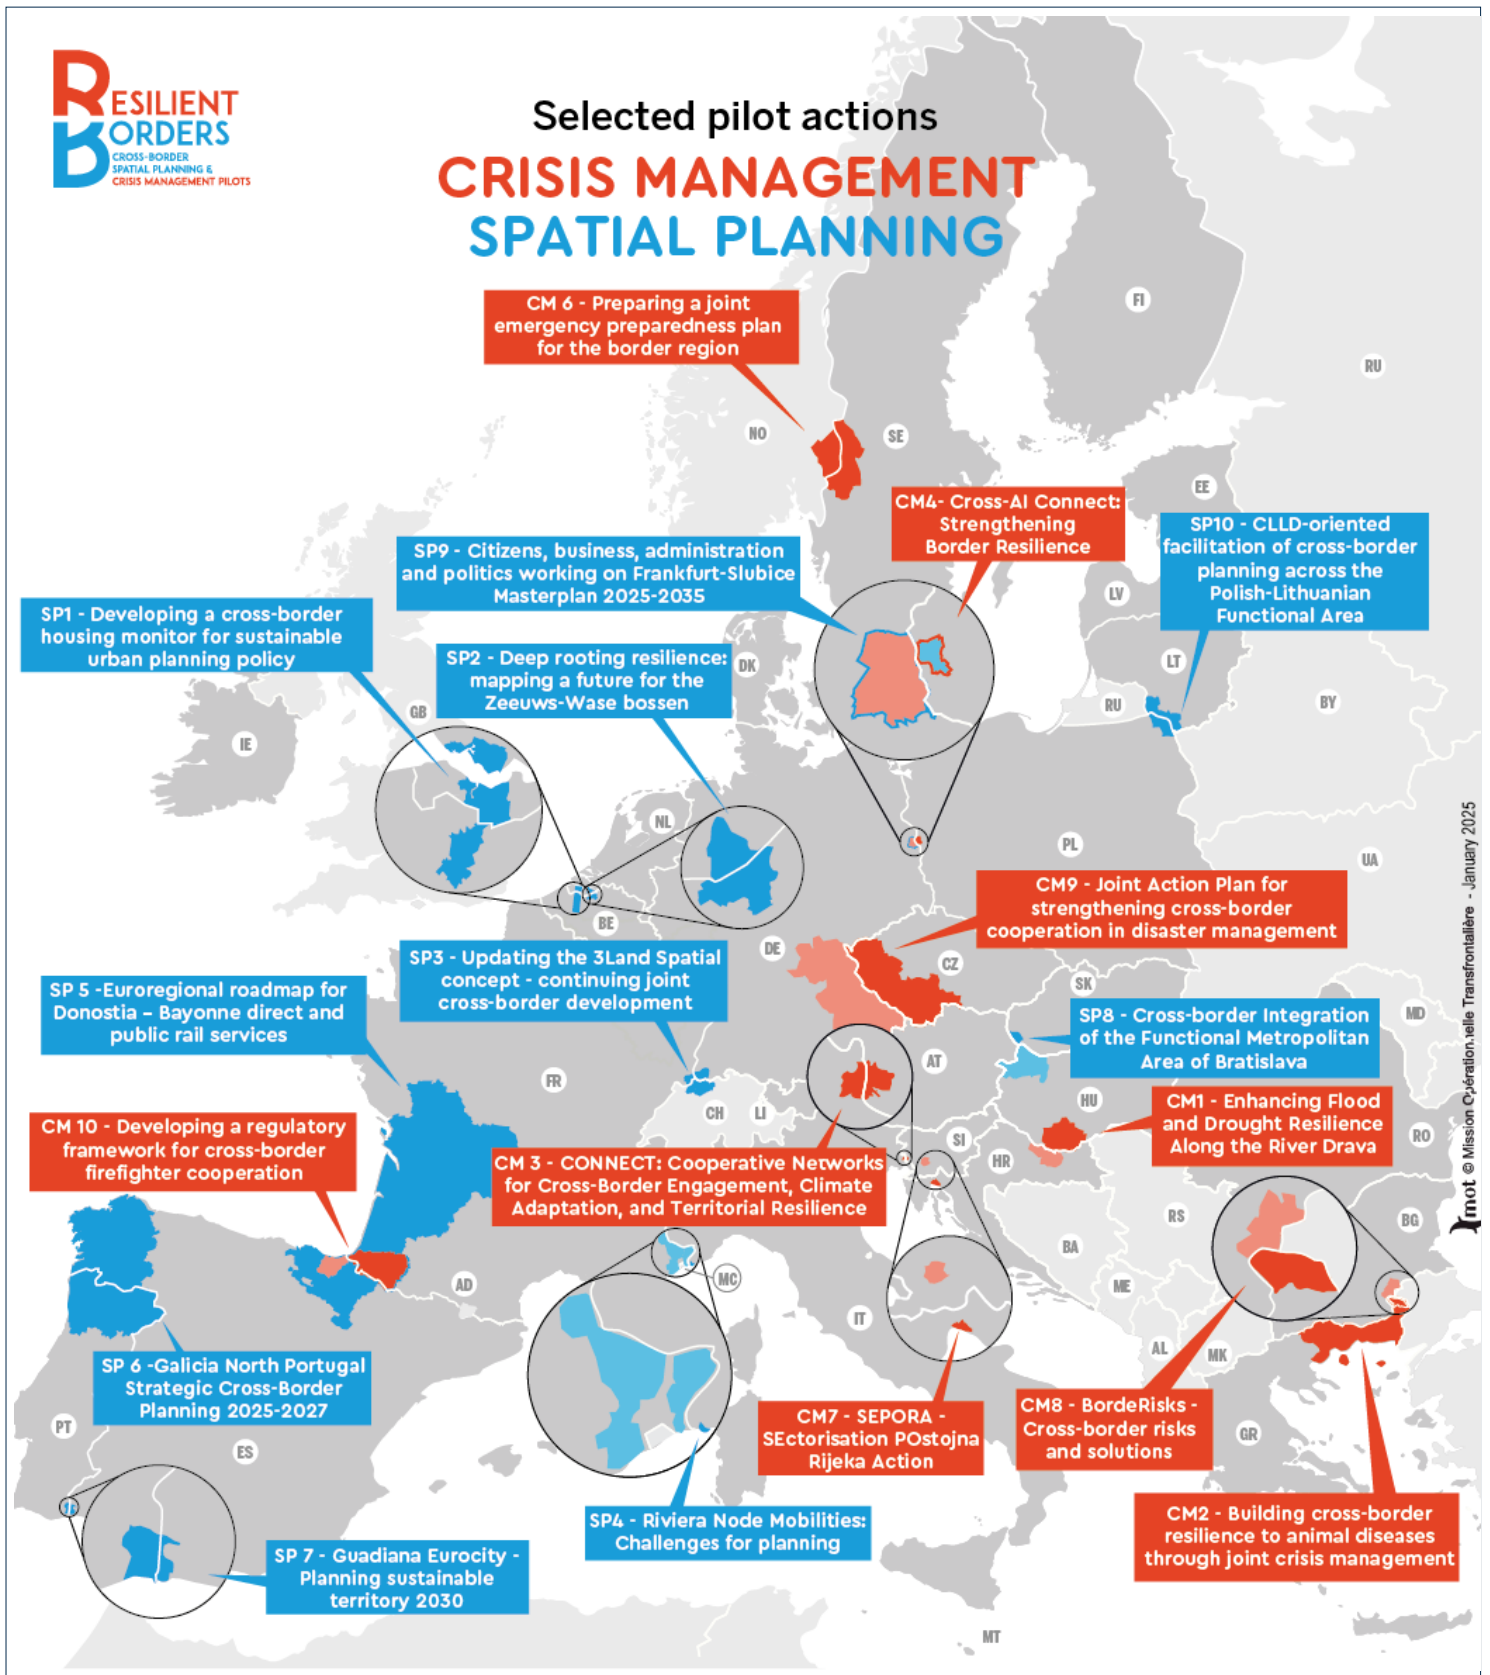 RESILIENT
BORDERS
CROSS-BORDER
SPATIAL PLANNING &
CRISIS MANAGEMENT PILOTS
Selected pilot actions
CRISIS MANAGEMENT
SPATIAL PLANNING
CM 6 - Preparing a joint
emergency preparedness plan
for the border region
FI
RU
NO
SE
EE
CM4- Cross-AI Connect:
Strengthening
Border Resilience
SP10 - CLLD-oriented
facilitation of cross-border
planning across the
Polish-Lithuanian
Functional Area
SP9 - Citizens, business, administration
and politics working on Frankfurt-Slubice
Masterplan 2025-2035
LV
SP1 - Developing a cross-border
housing monitor for sustainable
urban planning policy
SP2 - Deep rooting resilience:
mapping a future for the
Zeeuws-Wase bossen
DK
LT
RU
BY
GB
IE
NL
PL
UA
BE
DE
CM9 - Joint Action Plan for
strengthening cross-border
cooperation in disaster management
CZ
SK
MD
SP3 - Updating the 3Land Spatial
concept - continuing joint
cross-border development
SP 5 -Euroregional roadmap for
Donostia – Bayonne direct and
public rail services
SP8 - Cross-border Integration
of the Functional Metropolitan
Area of Bratislava
AT
FR
CH
LI
HU
CM1 - Enhancing Flood
and Drought Resilience
Along the River Drava
RO
SI
HR
CM 10 - Developing a regulatory
framework for cross-border
firefighter cooperation
CM 3 - CONNECT: Cooperative Networks
for Cross-Border Engagement, Climate
Adaptation, and Territorial Resilience
RS
BG
BA
ME
AD
MC
IT
AL
MK
SP 6 -Galicia North Portugal
Strategic Cross-Border
Planning 2025-2027
PT
ES
CM7 - SEPORA -
SEctorisation POstojna
Rijeka Action
CM8 - BordeRisks -
Cross-border risks
and solutions
GR
SP4 - Riviera Node Mobilities:
Challenges for planning
CM2 - Building cross-border
resilience to animal diseases
through joint crisis management
SP 7 - Guadiana Eurocity -
Planning sustainable
territory 2030
MT
mot © Mission Opérationnelle Transfrontalière - January 2025